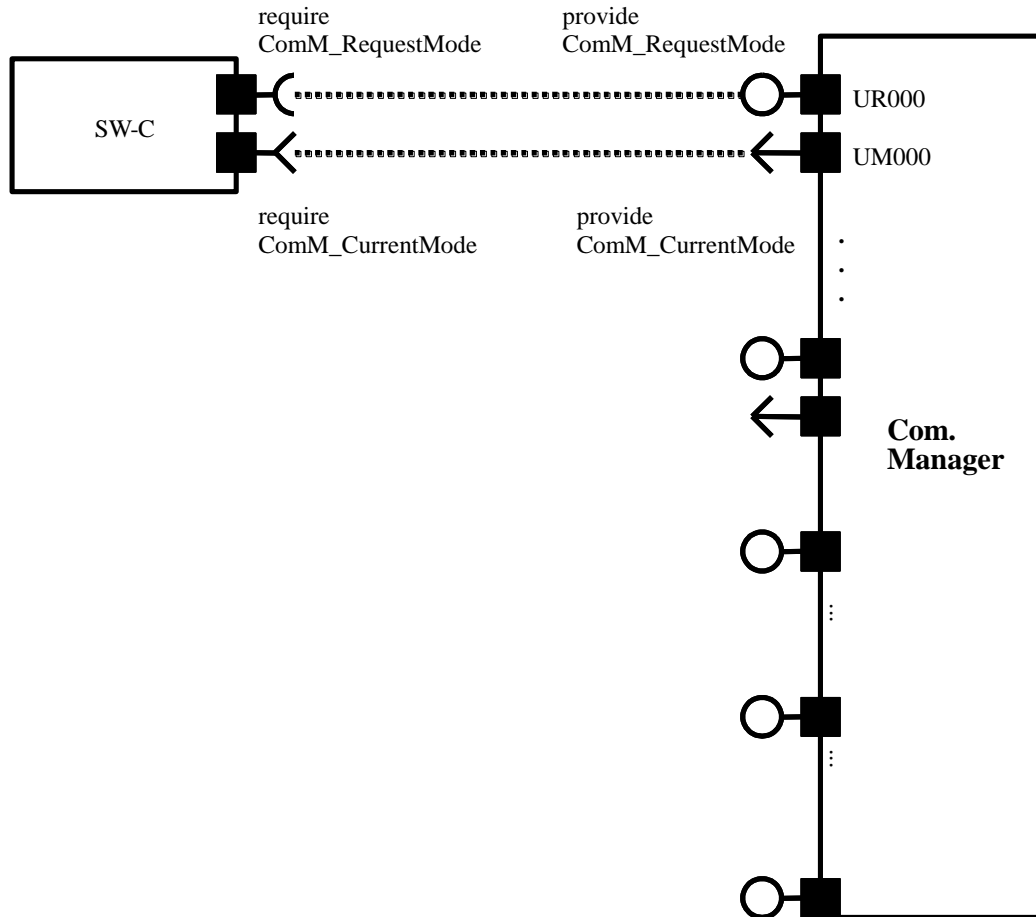 require
ComM_RequestMode
provide
ComM_RequestMode
SW-C
UR000
UM000
require
ComM_CurrentMode
provide
ComM_CurrentMode
Com.
Manager